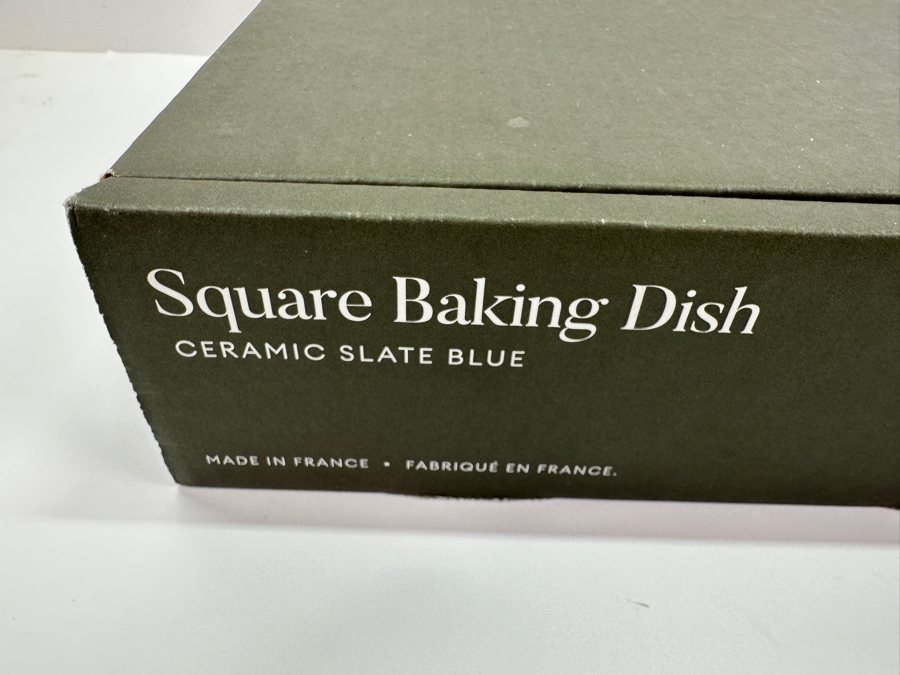 Square Baking Dish
CERAMIC SLATE BLUE
MADE IN FRANCE • FABRIQUÉ EN FRANCE.